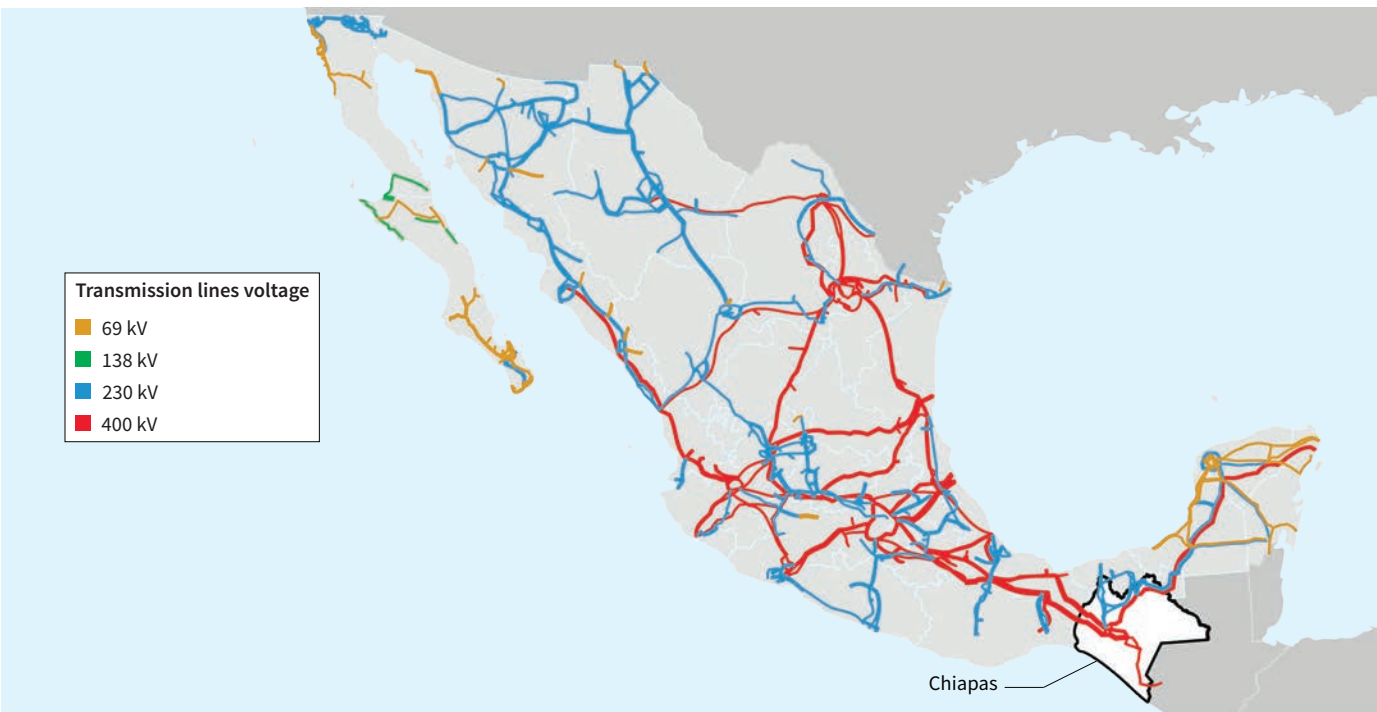 Transmission lines voltage
69 kV
138 kV
230 kV
400 kV
Chiapas